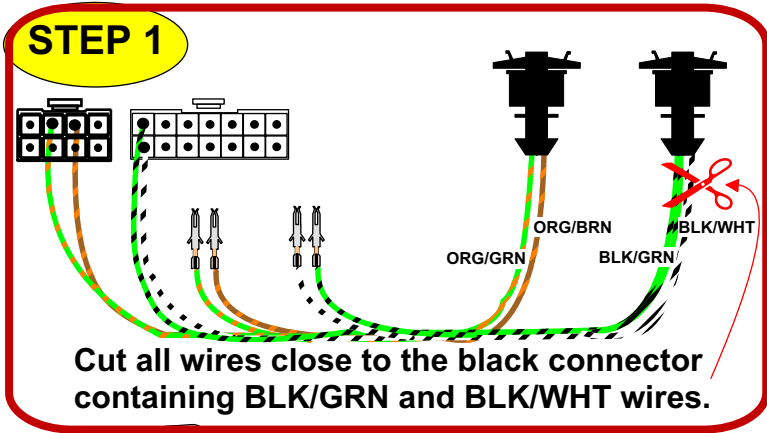 STEP 1
ORG/BRN
BLK/WHT
ORG/GRN
BLK/GRN
Cut all wires close to the black connector
containing BLK/GRN and BLK/WHT wires.